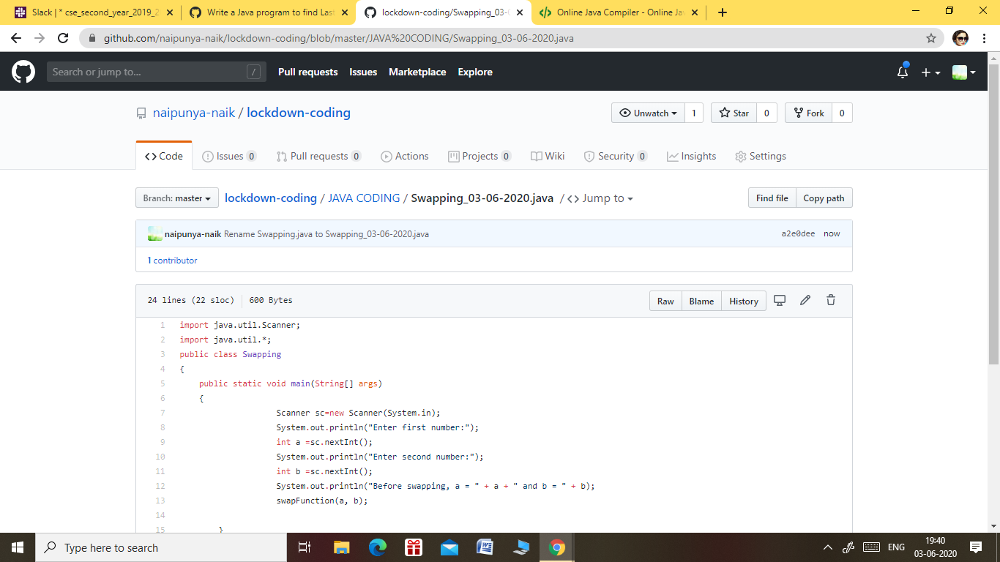 Slack | * cse_second_year_2019_2
Write a Java program to find Last
lockdown-coding/Swapping_03-0
Online Java Compiler - Online Jav
github.com/naipunya-naik/lockdown-coding/blob/master/JAVA%20CODING/Swapping_03-06-2020.java
Search or jump to... /
Pull requests Issues Marketplace Explore
naipunya-naik / lockdown-coding
Unwatch 1 Star 0 Fork 0
Code Issues 0 Pull requests 0 Actions Projects 0 Wiki Security 0 Insights Settings
Branch: master lockdown-coding / JAVA CODING / Swapping_03-06-2020.java / <> Jump to Find file Copy path
naipunya-naik Rename Swapping.java to Swapping_03-06-2020.java a2e0dee now
1 contributor
24 lines (22 sloc) 600 Bytes Raw Blame History
1 import java.util.Scanner;
2 import java.util.*;
3 public class Swapping
4 {
5 public static void main(String[] args)
6 {
7 Scanner sc=new Scanner(System.in);
8 System.out.println("Enter first number:");
9 int a =sc.nextInt();
10 System.out.println("Enter second number:");
11 int b =sc.nextInt();
12 System.out.println("Before swapping, a = " + a + " and b = " + b);
13 swapFunction(a, b);
14
15 }
Type here to search
ENG
19:40
03-06-2020